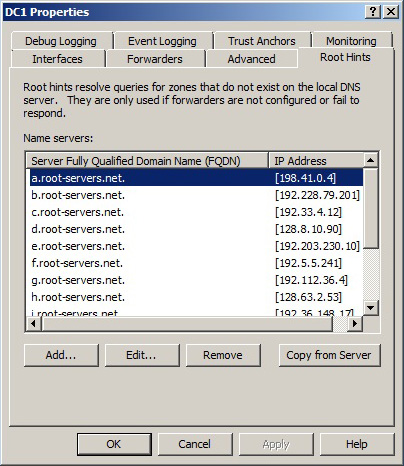 DC1 Properties
Debug Logging Event Logging Trust Anchors Monitoring
Interfaces Forwarders Advanced Root Hints
Root hints resolve queries for zones that do not exist on the local DNS
server. They are only used if forwarders are not configured or fail to
respond.
Name servers:
Server Fully Qualified Domain Name (FQDN) IP Address
a.root-servers.net. [198.41.0.4]
b.root-servers.net. [192.228.79.201]
c.root-servers.net. [192.33.4.12]
d.root-servers.net. [128.8.10.90]
e.root-servers.net. [192.203.230.10]
f.root-servers.net. [192.5.5.241]
g.root-servers.net. [192.112.36.4]
h.root-servers.net. [128.63.2.53]
i.root-servers.net. [192.36.148.17]
Add... Edit... Remove Copy from Server
OK Cancel Apply Help